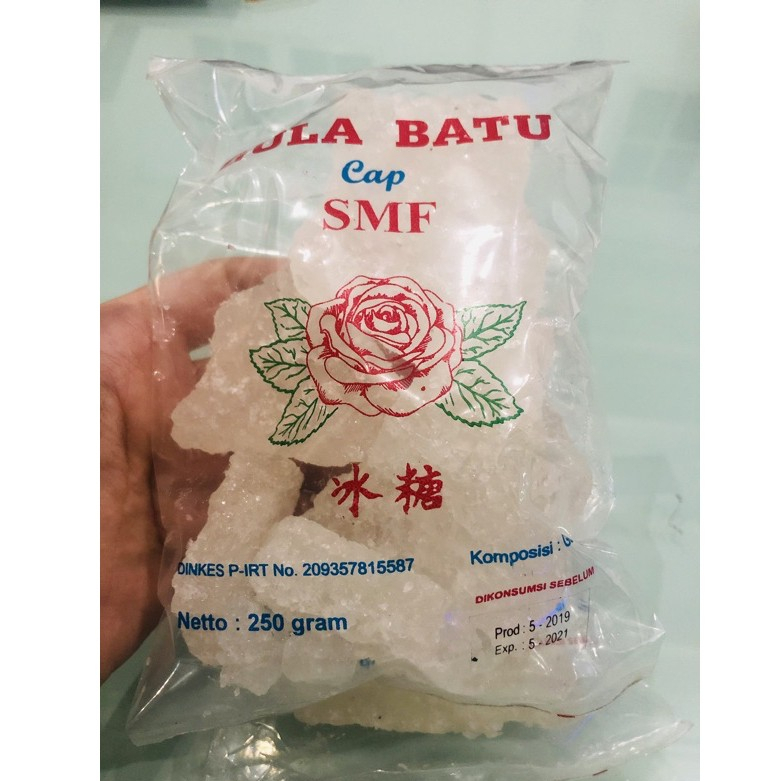 GULA BATU
Cap
SMF
冰糖
DINKES P-IRT No. 209357815587
Netto : 250 gram
Komposisi :
DIKONSUMSI SEBELUM
Prod : 5 - 2019
Exp. : 5 - 2021